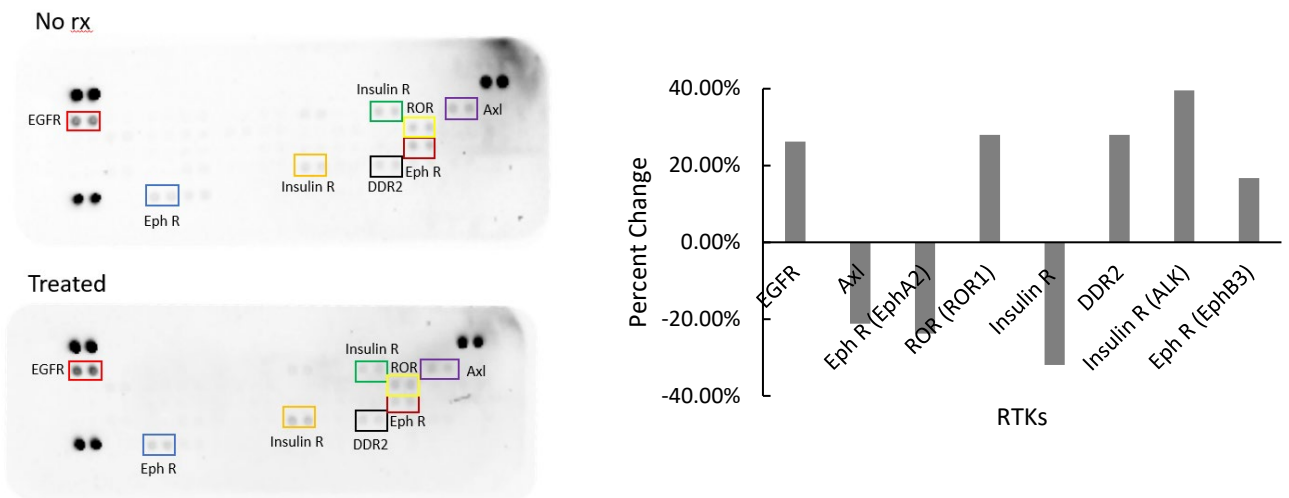 No rx
Insulin R
ROR
Axl
EGFR
Eph R
Insulin R
DDR2
Eph R
Treated
Insulin R
ROR
Axl
EGFR
Eph R
Insulin R
DDR2
Eph R
40.00%
20.00%
0.00%
-20.00%
-40.00%
Percent Change
EGFR
Axl
Eph R (EphA2)
ROR (ROR1)
Insulin R
DDR2
Insulin R (ALK)
Eph R (EphB3)
RTKs